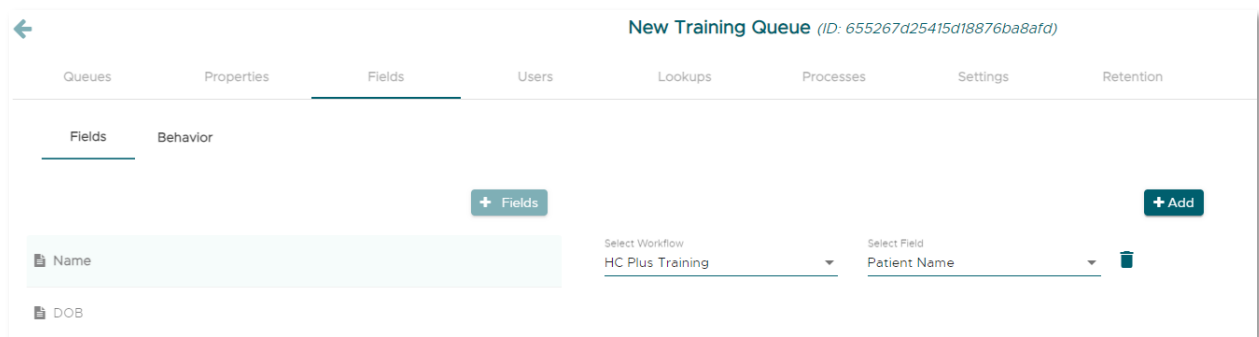 New Training Queue (ID: 655267d25415d18876ba8afd)
Queues Properties Fields Users Lookups Processes Settings Retention
Fields Behavior
+ Fields
+ Add
Name
Select Workflow
HC Plus Training
Select Field
Patient Name
DOB